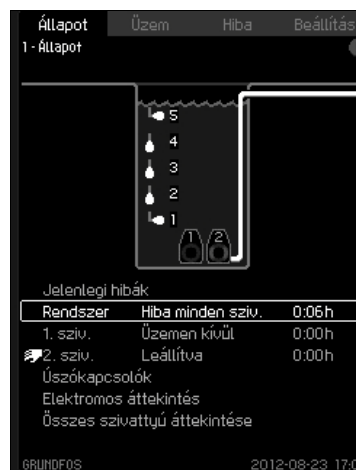 Állapot Üzem Hiba Beállítás
1 - Állapot
5
4
3
2
1
1 2
Jelenlegi hibák
Rendszer Hiba minden sziv. 0:06h
1. sziv. Üzemen kívül 0:00h
2. sziv. Leállítva 0:00h
Úszókapcsolók
Elektromos áttekintés
Összes szivattyú áttekintése
GRUNDFOS 2012-08-23 17:0